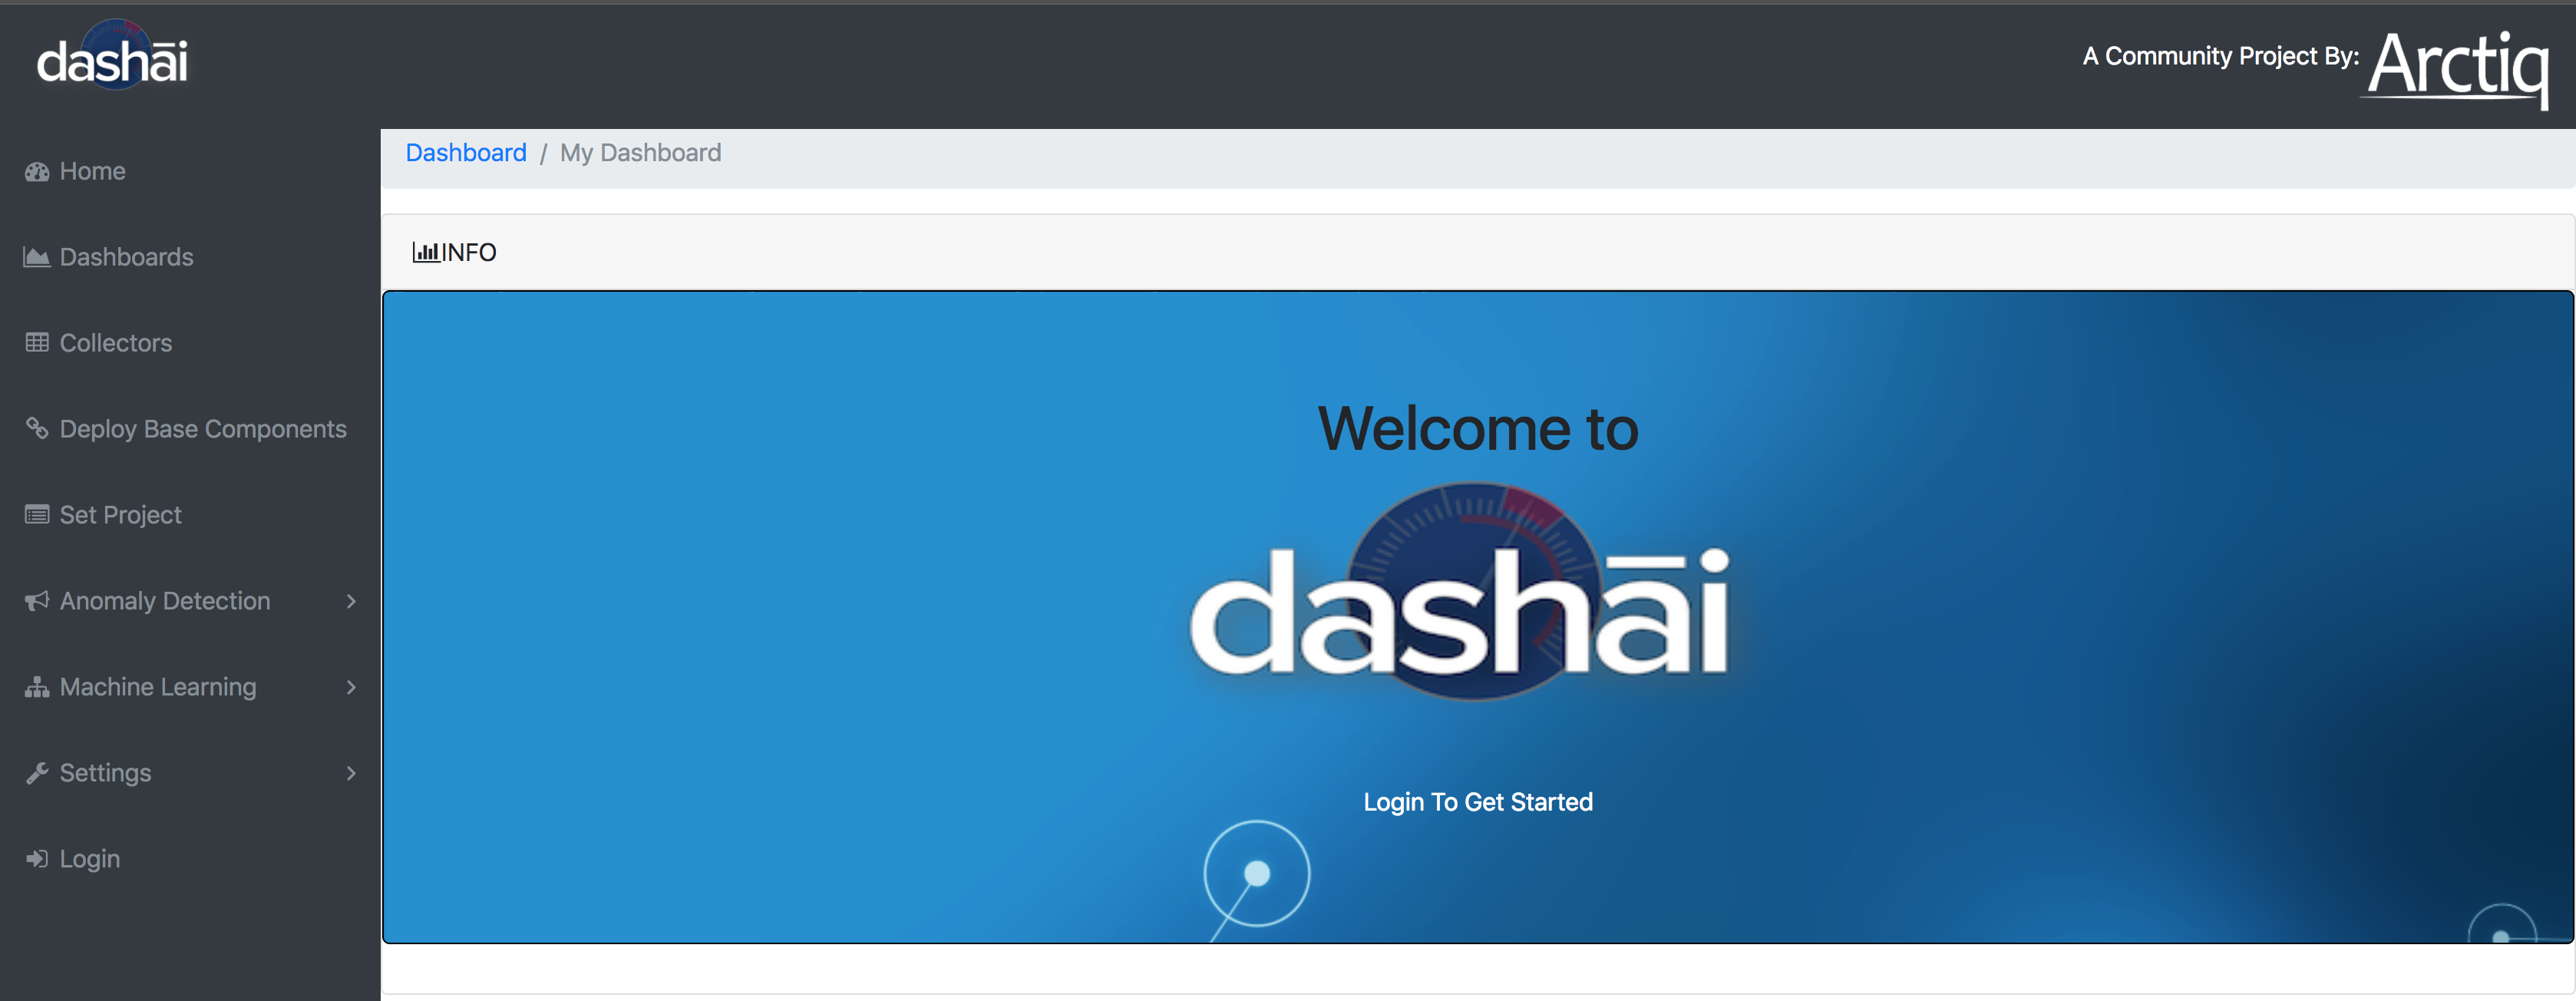 dashāi
A Community Project By: Arctiq
Home
Dashboards
Collectors
Deploy Base Components
Set Project
Anomaly Detection
Machine Learning
Settings
Login
Dashboard / My Dashboard
INFO
Welcome to
dashāi
Login To Get Started